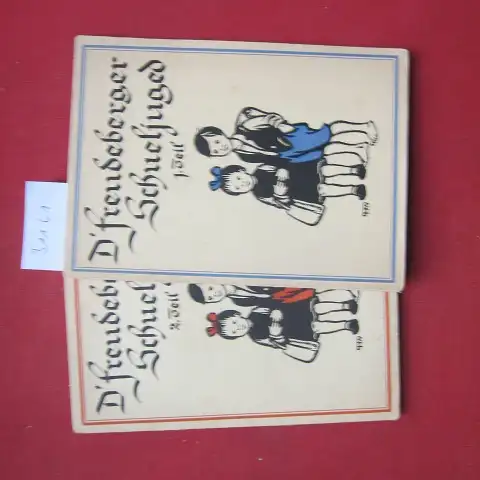 D'Freudeberger
Schueljuged
1. Teil
D'Freudeb
Schuel
2. Teil